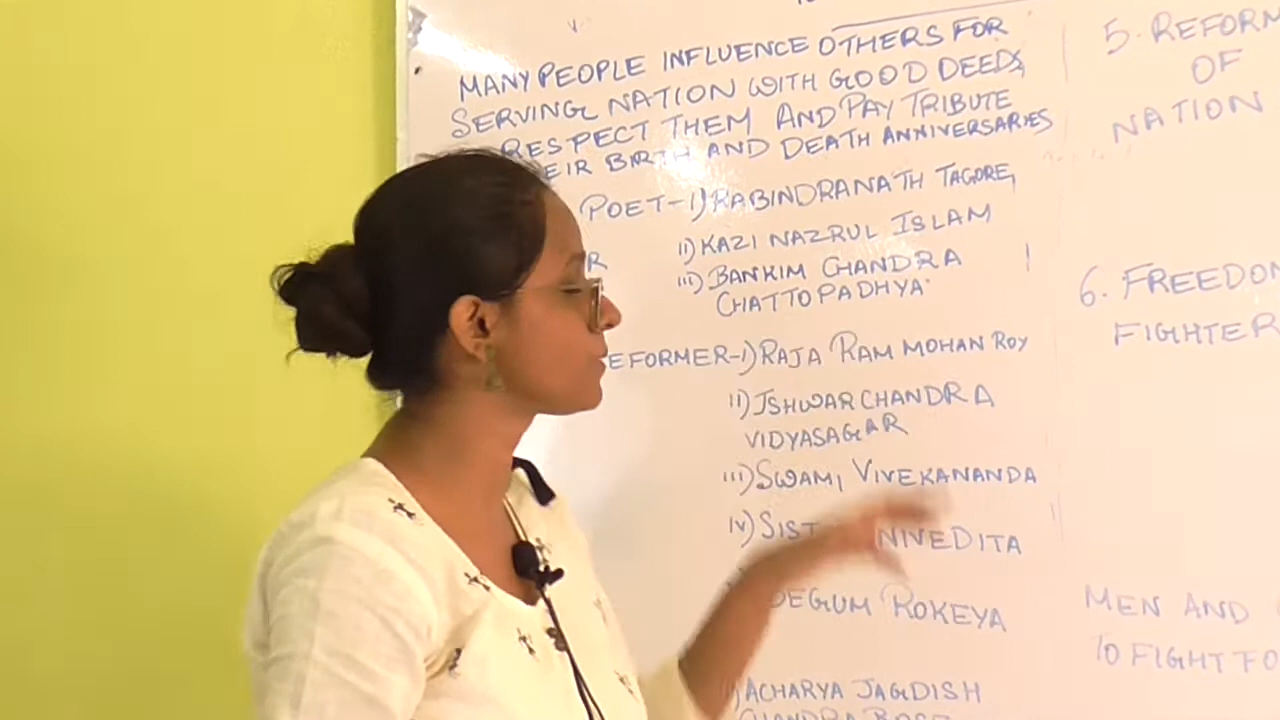 MANY PEOPLE INFLUENCE OTHERS FOR
SERVING NATION WITH GOOD DEEDS,
RESPECT THEM AND PAY TRIBUTE
EIR BIRTH AND DEATH ANNIVERSARIES
POET-I) RABINDRANATH TAGORE,
II) KAZI NAZRUL ISLAM
R
III) BANKIM CHANDRA
CHATTOPADHYA.
EFORMER-I) RAJA RAM MOHAN ROY
II) ISHWAR CHANDRA
VIDYASAGAR
III) SWAMI VIVEKANANDA
IV) SIST NIVEDITA
BEGUM ROKEYA
I) ACHARYA JAGDISH
CHANDRA BOSE
5. REFORM
OF
NATION
6. FREEDOM
FIGHTER
MEN AND
TO FIGHT FO